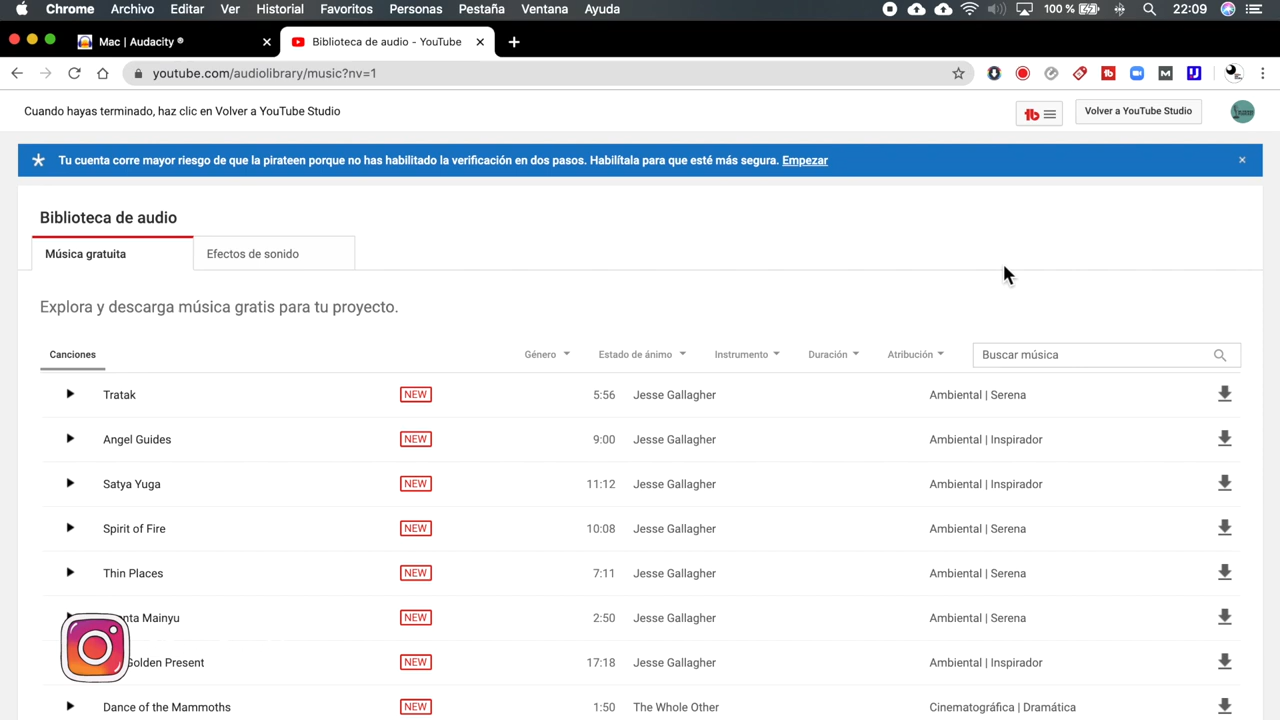 Chrome Archivo Editar Ver Historial Favoritos Personas Pestaña Ventana Ayuda 100 % 22:09
Mac | Audacity ® Biblioteca de audio - YouTube
youtube.com/audiolibrary/music?nv=1
Cuando hayas terminado, haz clic en Volver a YouTube Studio Volver a YouTube Studio
Tu cuenta corre mayor riesgo de que la pirateen porque no has habilitado la verificación en dos pasos. Habilítala para que esté más segura. Empezar
Biblioteca de audio
Música gratuita Efectos de sonido
Explora y descarga música gratis para tu proyecto.
Canciones Género Estado de ánimo Instrumento Duración Atribución Buscar música
Tratak NEW 5:56 Jesse Gallagher Ambiental | Serena
Angel Guides NEW 9:00 Jesse Gallagher Ambiental | Inspirador
Satya Yuga NEW 11:12 Jesse Gallagher Ambiental | Inspirador
Spirit of Fire NEW 10:08 Jesse Gallagher Ambiental | Serena
Thin Places NEW 7:11 Jesse Gallagher Ambiental | Serena
Mainyu NEW 2:50 Jesse Gallagher Ambiental | Serena
Golden Present NEW 17:18 Jesse Gallagher Ambiental | Inspirador
Dance of the Mammoths NEW 1:50 The Whole Other Cinematográfica | Dramática